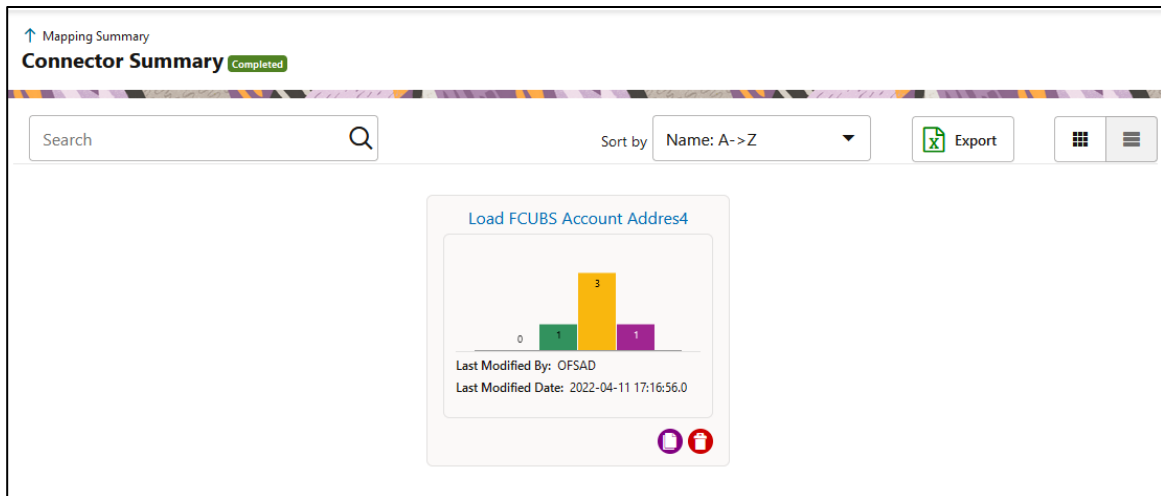 ↑ Mapping Summary
Connector Summary Completed
Search
Sort by Name: A->Z
Export
Load FCUBS Account Addres4
3
0 1 1
Last Modified By: OFSAD
Last Modified Date: 2022-04-11 17:16:56.0